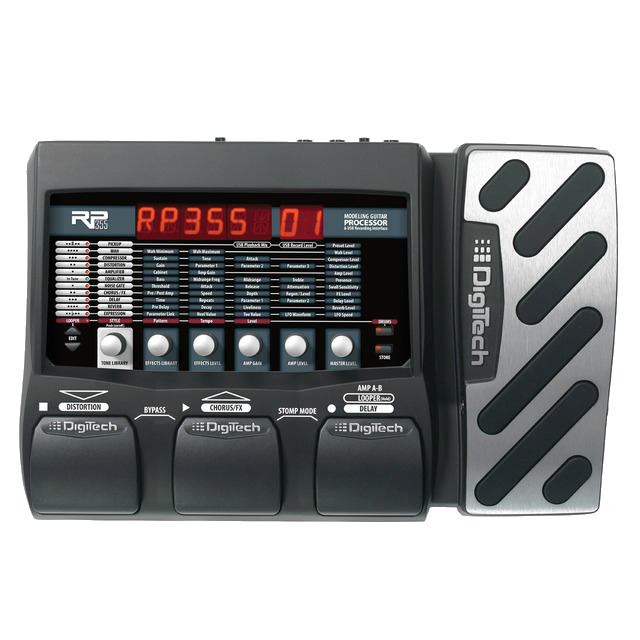 RP
355
RP355 01
MODELING GUITAR
PROCESSOR
& USB Recording Interface
USB Playback Mix USB Record Level
PICKUP Preset Level
WAH Wah Minimum Wah Maximum Wah Level
COMPRESSOR Sustain Tone Attack Compressor Level
DISTORTION Gain Parameter 1 Parameter 2 Parameter 3 Distortion Level
AMPLIFIER Cabinet Amp Gain Amp Level
In Tune EQUALIZER Bass Midrange Freq Midrange Treble Presence
NOISE GATE Threshold Attack Release Attenuation Swell Sensitivity
CHORUS / FX Pre / Post Amp Speed Depth FX Level
DELAY Time Repeats Parameter 1 Parameter 2 Delay Level
REVERB Pre Delay Decay Liveliness Reverb Level
EXPRESSION Parameter Link Heel Value Toe Value LFO Waveform LFO Speed
LOOPER STYLE Pattern Tempo Level DRUMS
Push (on/off)
EDIT
STORE
TONE LIBRARY EFFECTS LIBRARY EFFECTS LEVEL AMP GAIN AMP LEVEL MASTER LEVEL
AMP A-B
LOOPER (Hold)
DISTORTION BYPASS CHORUS/FX STOMP MODE DELAY
DigiTech DigiTech DigiTech
DigiTech